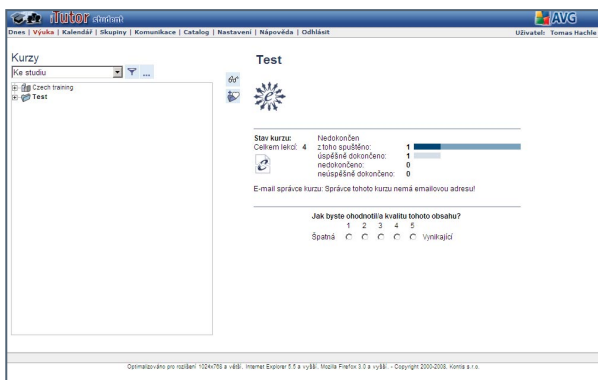 iTutor student
AVG
Dnes | Výuka | Kalendář | Skupiny | Komunikace | Catalog | Nastavení | Nápověda | Odhlásit
Uživatel: Tomas Hachle
Kurzy
Ke studiu
...
Czech training
Test
Test
Stav kurzu: Nedokončen
Celkem lekcí: 4 z toho spuštěno: 1
úspěšně dokončeno: 1
nedokončeno: 0
neúspěšně dokončeno: 0
E-mail správce kurzu: Správce tohoto kurzu nemá emailovou adresu!
Jak byste ohodnotil/a kvalitu tohoto obsahu?
1 2 3 4 5
Špatná Vynikající
Optimalizováno pro rozlišení 1024x768 a větší, Internet Explorer 5.5 a vyšší, Mozilla Firefox 3.0 a vyšší. - Copyright 2000-2008, Kontis s.r.o.